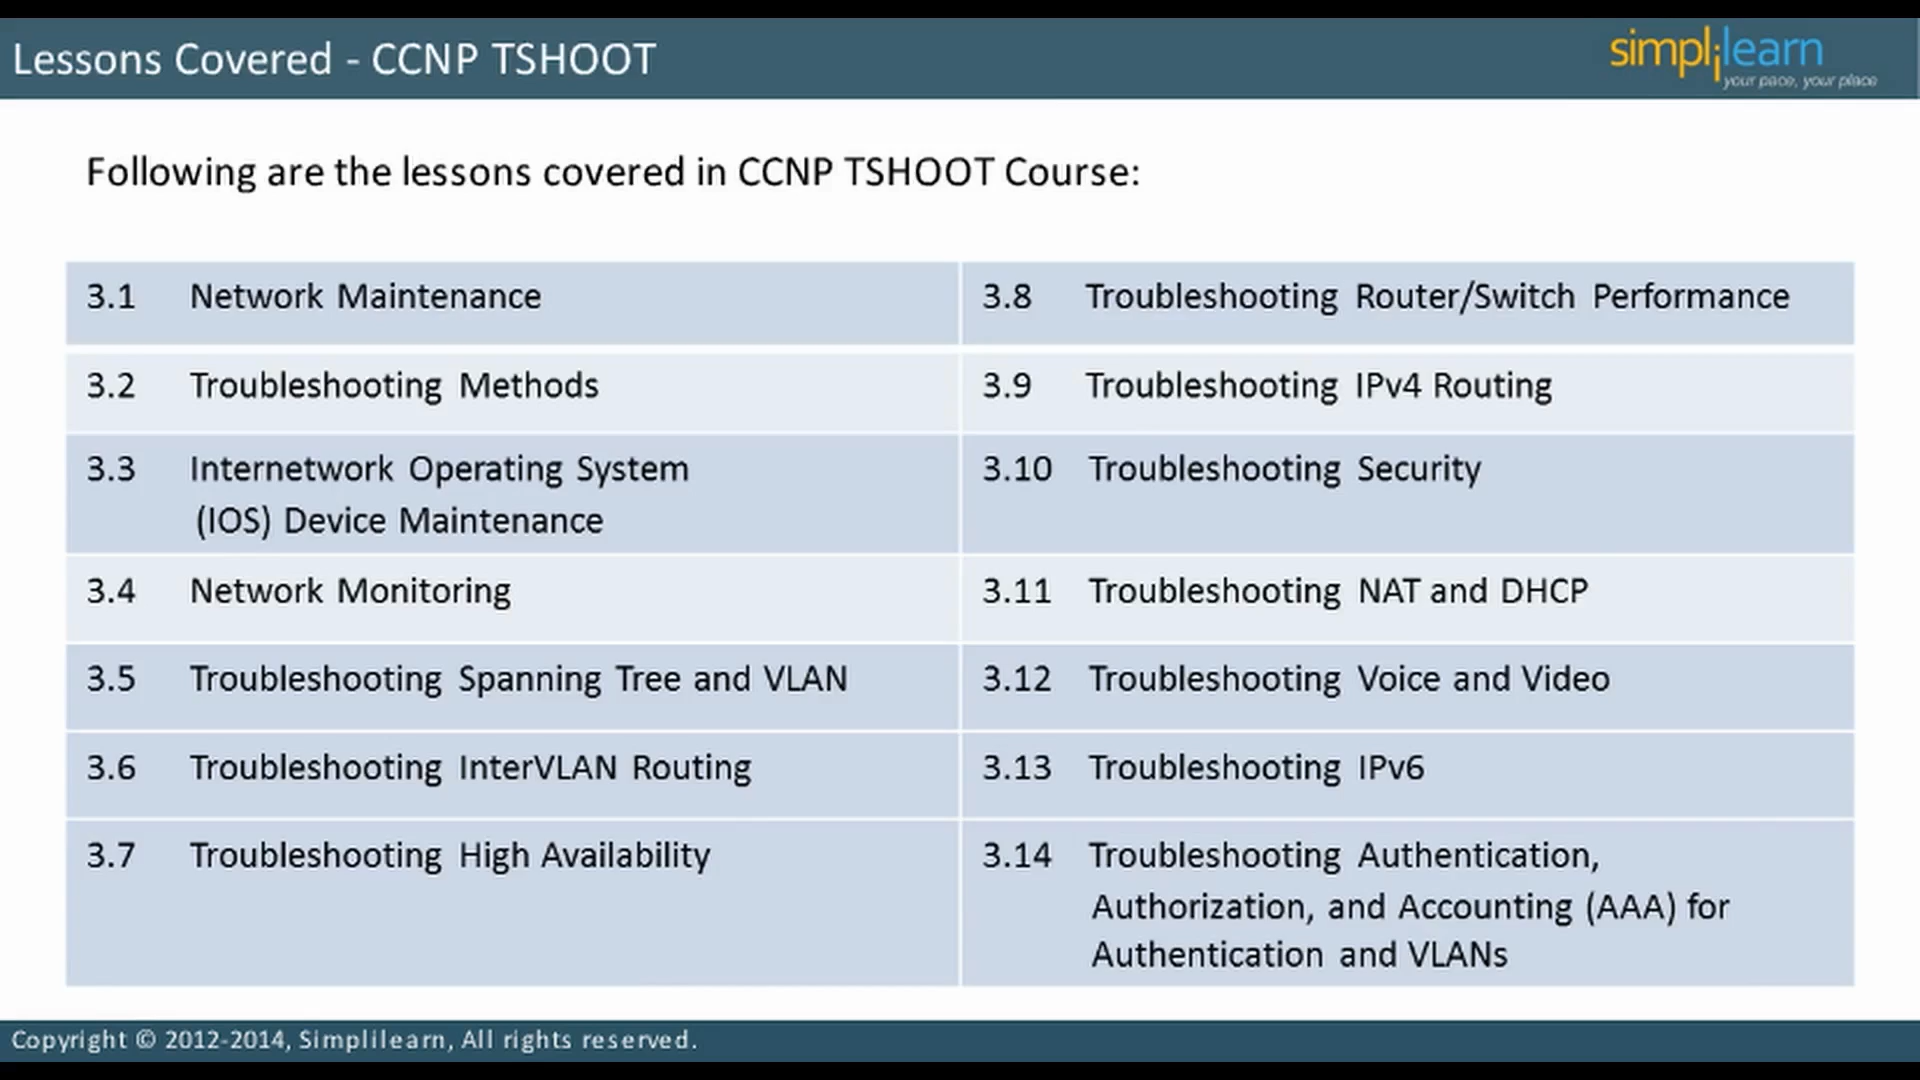 Lessons Covered - CCNP TSHOOT
simplilearn
your pace, your place
Following are the lessons covered in CCNP TSHOOT Course:
3.1 Network Maintenance
3.8 Troubleshooting Router/Switch Performance
3.2 Troubleshooting Methods
3.9 Troubleshooting IPv4 Routing
3.3 Internetwork Operating System
(IOS) Device Maintenance
3.10 Troubleshooting Security
3.4 Network Monitoring
3.11 Troubleshooting NAT and DHCP
3.5 Troubleshooting Spanning Tree and VLAN
3.12 Troubleshooting Voice and Video
3.6 Troubleshooting InterVLAN Routing
3.13 Troubleshooting IPv6
3.7 Troubleshooting High Availability
3.14 Troubleshooting Authentication,
Authorization, and Accounting (AAA) for
Authentication and VLANs
Copyright © 2012-2014, Simplilearn, All rights reserved.